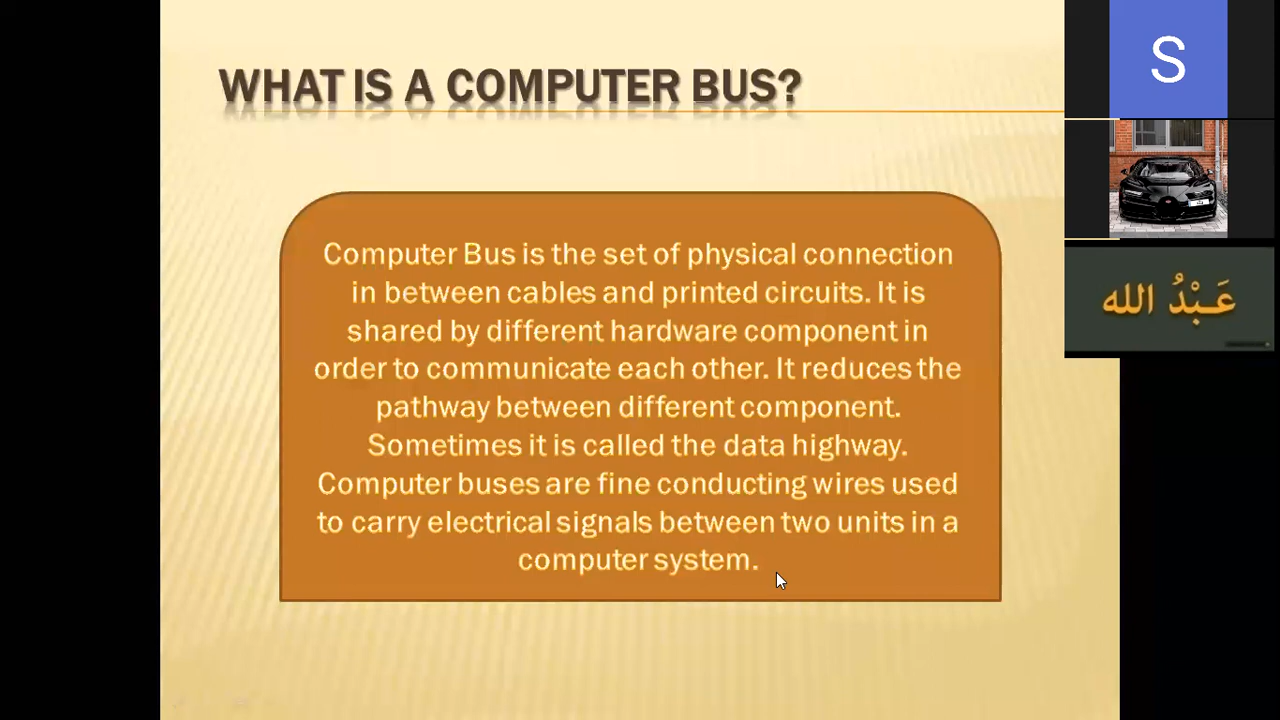 WHAT IS A COMPUTER BUS?
Computer Bus is the set of physical connection
in between cables and printed circuits. It is
shared by different hardware component in
order to communicate each other. It reduces the
pathway between different component.
Sometimes it is called the data highway.
Computer buses are fine conducting wires used
to carry electrical signals between two units in a
computer system.
S
عَـبْدُ الله